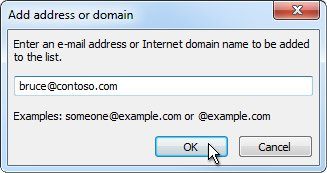 Add address or domain
Enter an e-mail address or Internet domain name to be added
to the list.
bruce@contoso.com
Examples: someone@example.com or @example.com
OK
Cancel